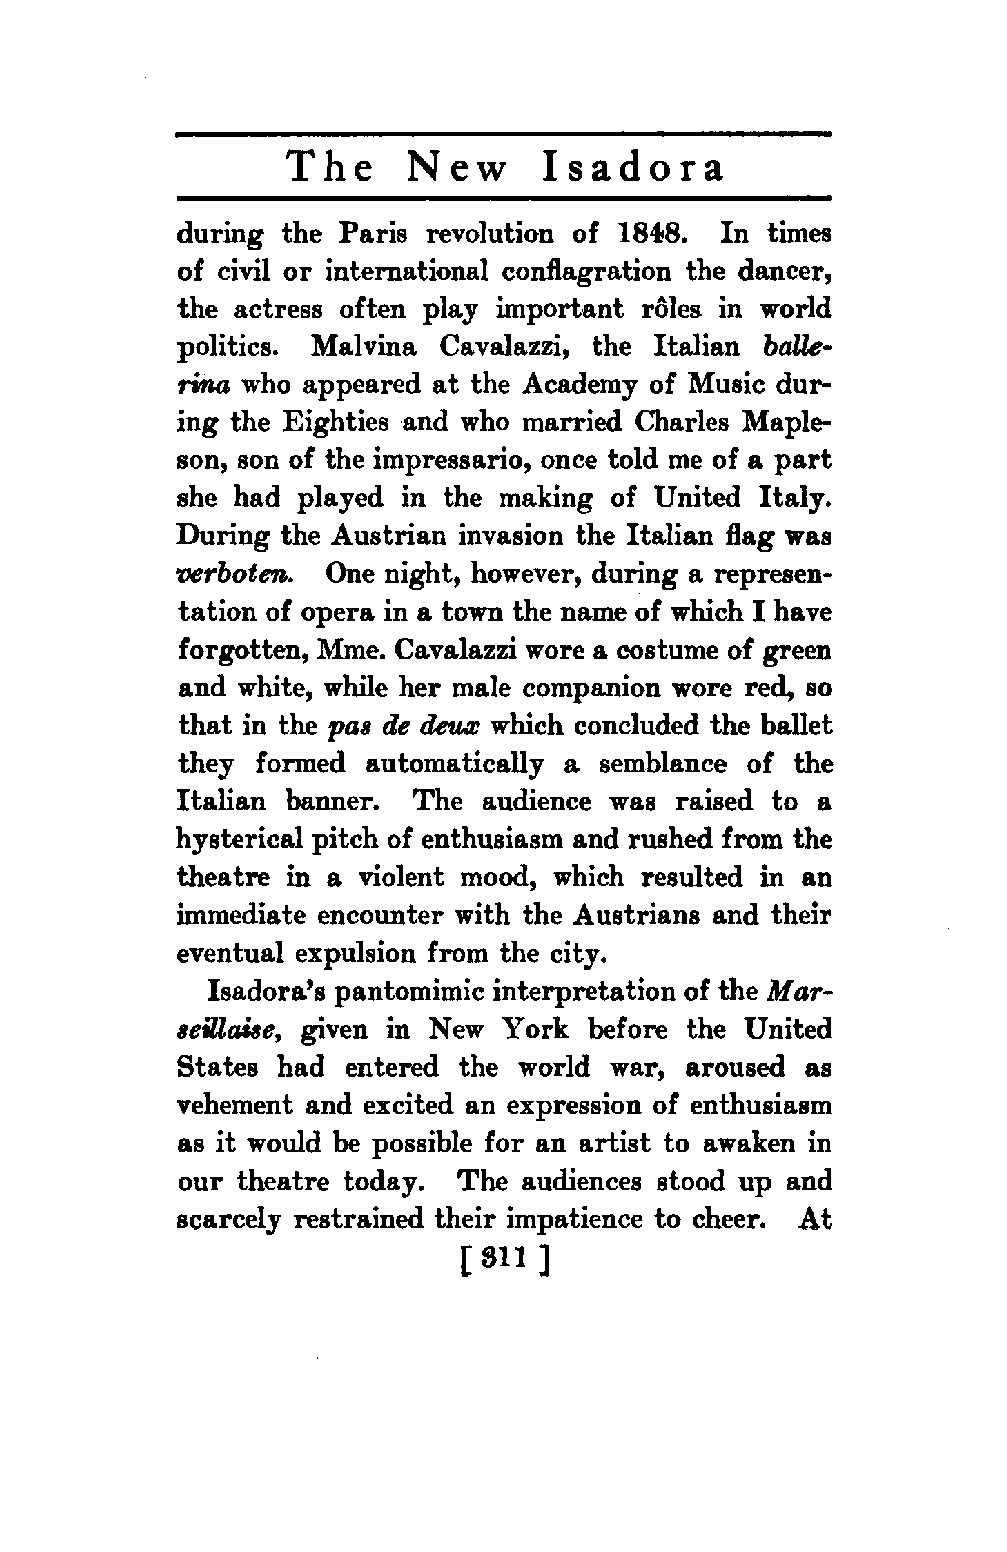 The New Isadora
during the Paris revolution of 1848. In times
of civil or international conflagration the dancer,
the actress often play important rôles in world
politics. Malvina Cavalazzi, the Italian balle-
rina who appeared at the Academy of Music dur-
ing the Eighties and who married Charles Maple-
son, son of the impressario, once told me of a part
she had played in the making of United Italy.
During the Austrian invasion the Italian flag was
verboten. One night, however, during a represen-
tation of opera in a town the name of which I have
forgotten, Mme. Cavalazzi wore a costume of green
and white, while her male companion wore red, so
that in the pas de deux which concluded the ballet
they formed automatically a semblance of the
Italian banner. The audience was raised to a
hysterical pitch of enthusiasm and rushed from the
theatre in a violent mood, which resulted in an
immediate encounter with the Austrians and their
eventual expulsion from the city.
Isadora's pantomimic interpretation of the Mar-
seillaise, given in New York before the United
States had entered the world war, aroused as
vehement and excited an expression of enthusiasm
as it would be possible for an artist to awaken in
our theatre today. The audiences stood up and
scarcely restrained their impatience to cheer. At
[ 311 ]